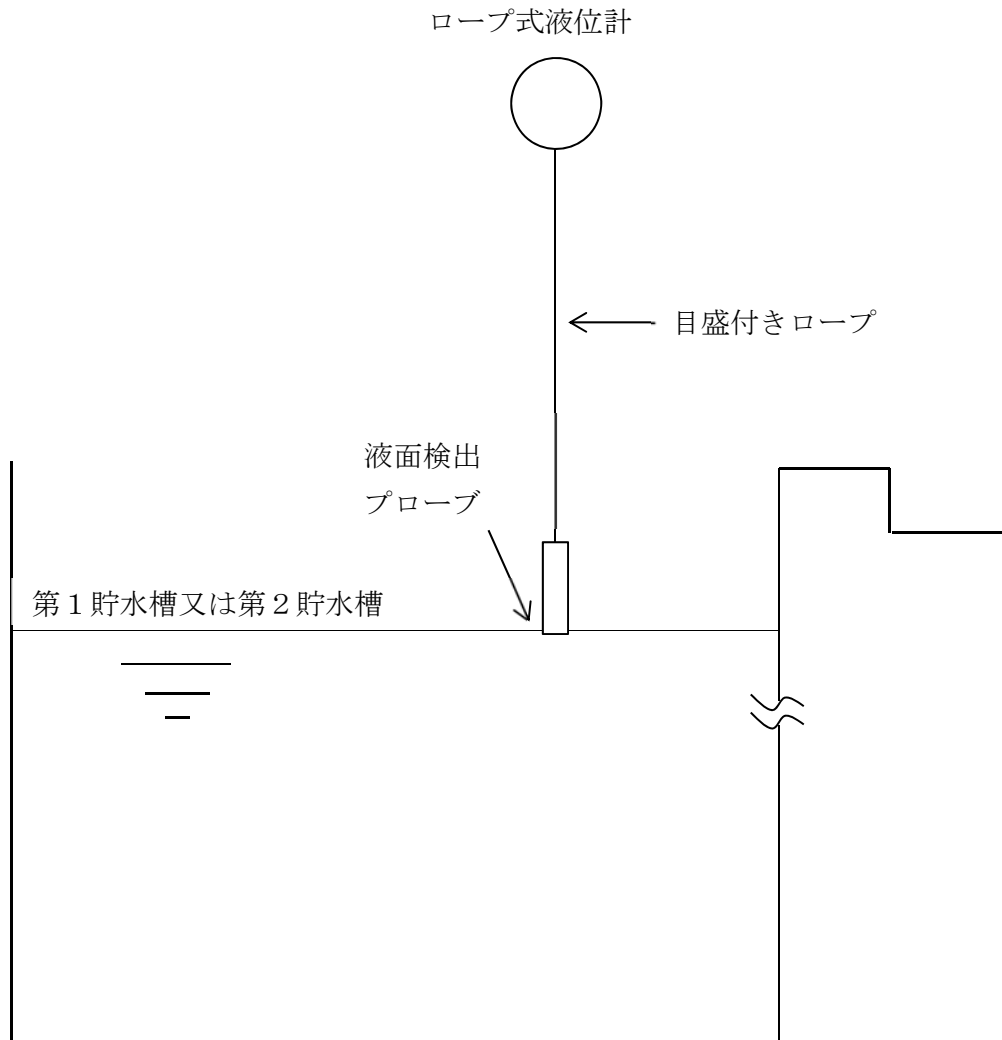 ロープ式液位計
目盛付きロープ
液面検出
プローブ
第１貯水槽又は第２貯水槽